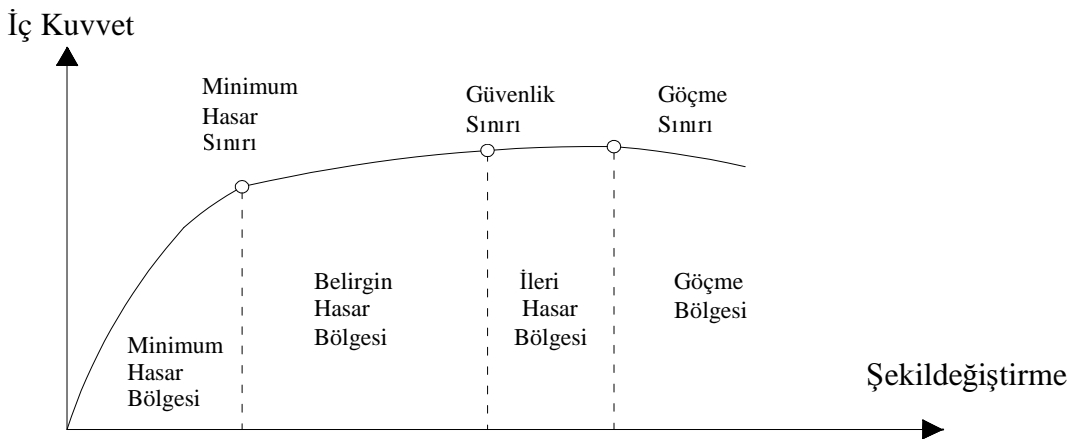 İç Kuvvet
Minimum
Hasar
Sınırı
Güvenlik
Sınırı
Göçme
Sınırı
Belirgin
Hasar
Bölgesi
İleri
Hasar
Bölgesi
Göçme
Bölgesi
Minimum
Hasar
Bölgesi
Şekildeğiştirme